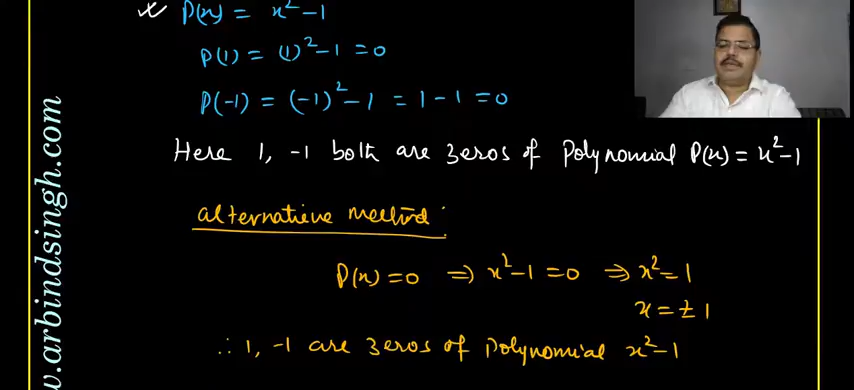 P(x) = x² - 1
P(1) = (1)² - 1 = 0
P(-1) = (-1)² - 1 = 1 - 1 = 0
Here 1, -1 both are zeros of polynomial P(x) = x² - 1
alternative method:
P(x) = 0 ⇒ x² - 1 = 0 ⇒ x² = 1
x = ± 1
∴ 1, -1 are zeros of polynomial x² - 1
w.arbindsingh.com